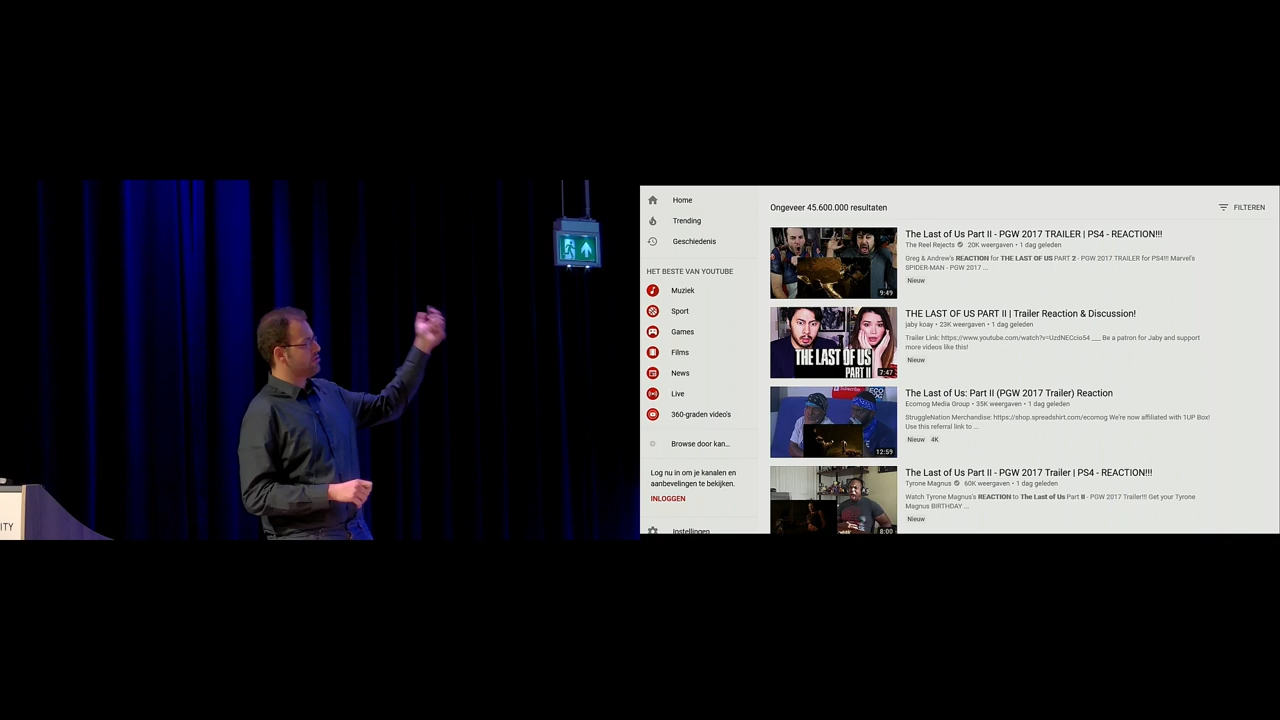 ITY
Home
Trending
Geschiedenis
HET BESTE VAN YOUTUBE
Muziek
Sport
Games
Films
News
Live
360-graden video's
Browse door kan...
Log nu in om je kanalen en
aanbevelingen te bekijken.
INLOGGEN
Instellingen
Ongeveer 45.600.000 resultaten
FILTEREN
9:49
The Last of Us Part II - PGW 2017 TRAILER | PS4 - REACTION!!!
The Reel Rejects 20K weergaven • 1 dag geleden
Greg & Andrew's REACTION for THE LAST OF US PART 2 - PGW 2017 TRAILER for PS4!!! Marvel's
SPIDER-MAN - PGW 2017 ...
Nieuw
THE LAST OF US
PART II
7:47
THE LAST OF US PART II | Trailer Reaction & Discussion!
jaby koay • 23K weergaven • 1 dag geleden
Trailer Link: https://www.youtube.com/watch?v=UzdNECcio54 ___ Be a patron for Jaby and support
more videos like this!
Nieuw
12:59
The Last of Us: Part II (PGW 2017 Trailer) Reaction
Ecomog Media Group • 35K weergaven • 1 dag geleden
StruggleNation Merchandise: https://shop.spreadshirt.com/ecomog We're now affiliated with 1UP Box!
Use this referral link to ...
Nieuw 4K
8:00
The Last of Us Part II - PGW 2017 Trailer | PS4 - REACTION!!!
Tyrone Magnus 60K weergaven • 1 dag geleden
Watch Tyrone Magnus's REACTION to The Last of Us Part II - PGW 2017 Trailer!!! Get your Tyrone
Magnus BIRTHDAY ...
Nieuw